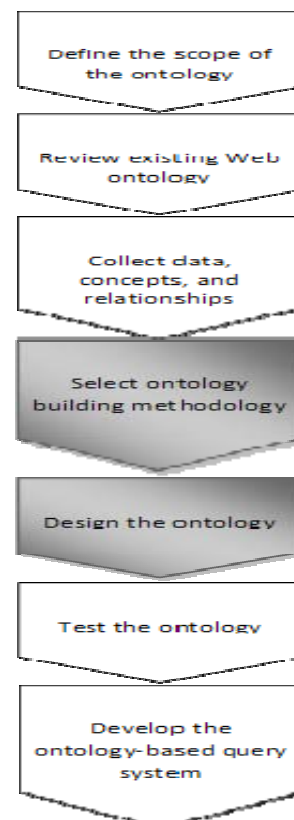 Define the scope of
the ontology
Review existing Web
ontology
Collect data,
concepts, and
relationships
Select ontology
building methodology
Design the ontology
Test the ontology
Develop the
ontology-based query
system